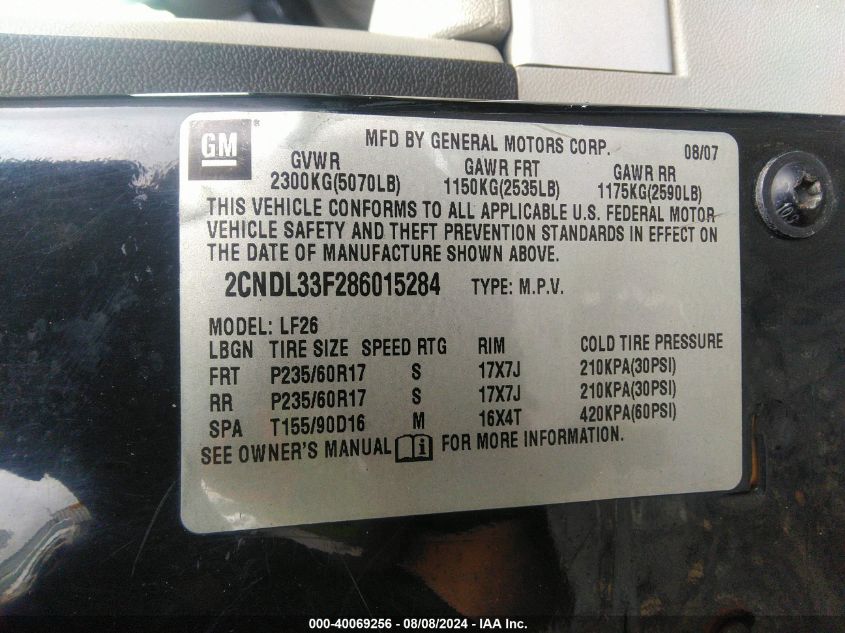 GM®
MFD BY GENERAL MOTORS CORP. 08/07
GVWR GAWR FRT GAWR RR
2300KG(5070LB) 1150KG(2535LB) 1175KG(2590LB)
THIS VEHICLE CONFORMS TO ALL APPLICABLE U.S. FEDERAL MOTOR
VEHICLE SAFETY AND THEFT PREVENTION STANDARDS IN EFFECT ON
THE DATE OF MANUFACTURE SHOWN ABOVE.
2CNDL33F286015284 TYPE: M.P.V.
MODEL: LF26
LBGN TIRE SIZE SPEED RTG RIM COLD TIRE PRESSURE
FRT P235/60R17 S 17X7J 210KPA(30PSI)
RR P235/60R17 S 17X7J 210KPA(30PSI)
SPA T155/90D16 M 16X4T 420KPA(60PSI)
SEE OWNER'S MANUAL i FOR MORE INFORMATION.
000-40069256 - 08/08/2024 - IAA Inc.